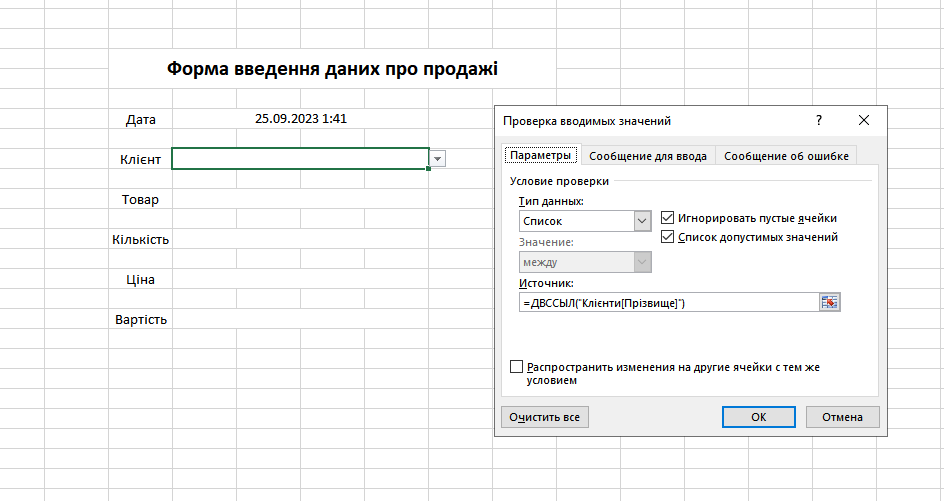 Форма введення даних про продажі
Дата 25.09.2023 1:41
Клієнт
Товар
Кількість
Ціна
Вартість
Проверка вводимых значений ? ×
Параметры Сообщение для ввода Сообщение об ошибке
Условие проверки
Тип данных:
Список
Игнорировать пустые ячейки
Список допустимых значений
Значение:
между
Источник:
=ДВССЫЛ("Клієнти[Прізвище]")
Распространить изменения на другие ячейки с тем же
условием
Очистить все ОК Отмена